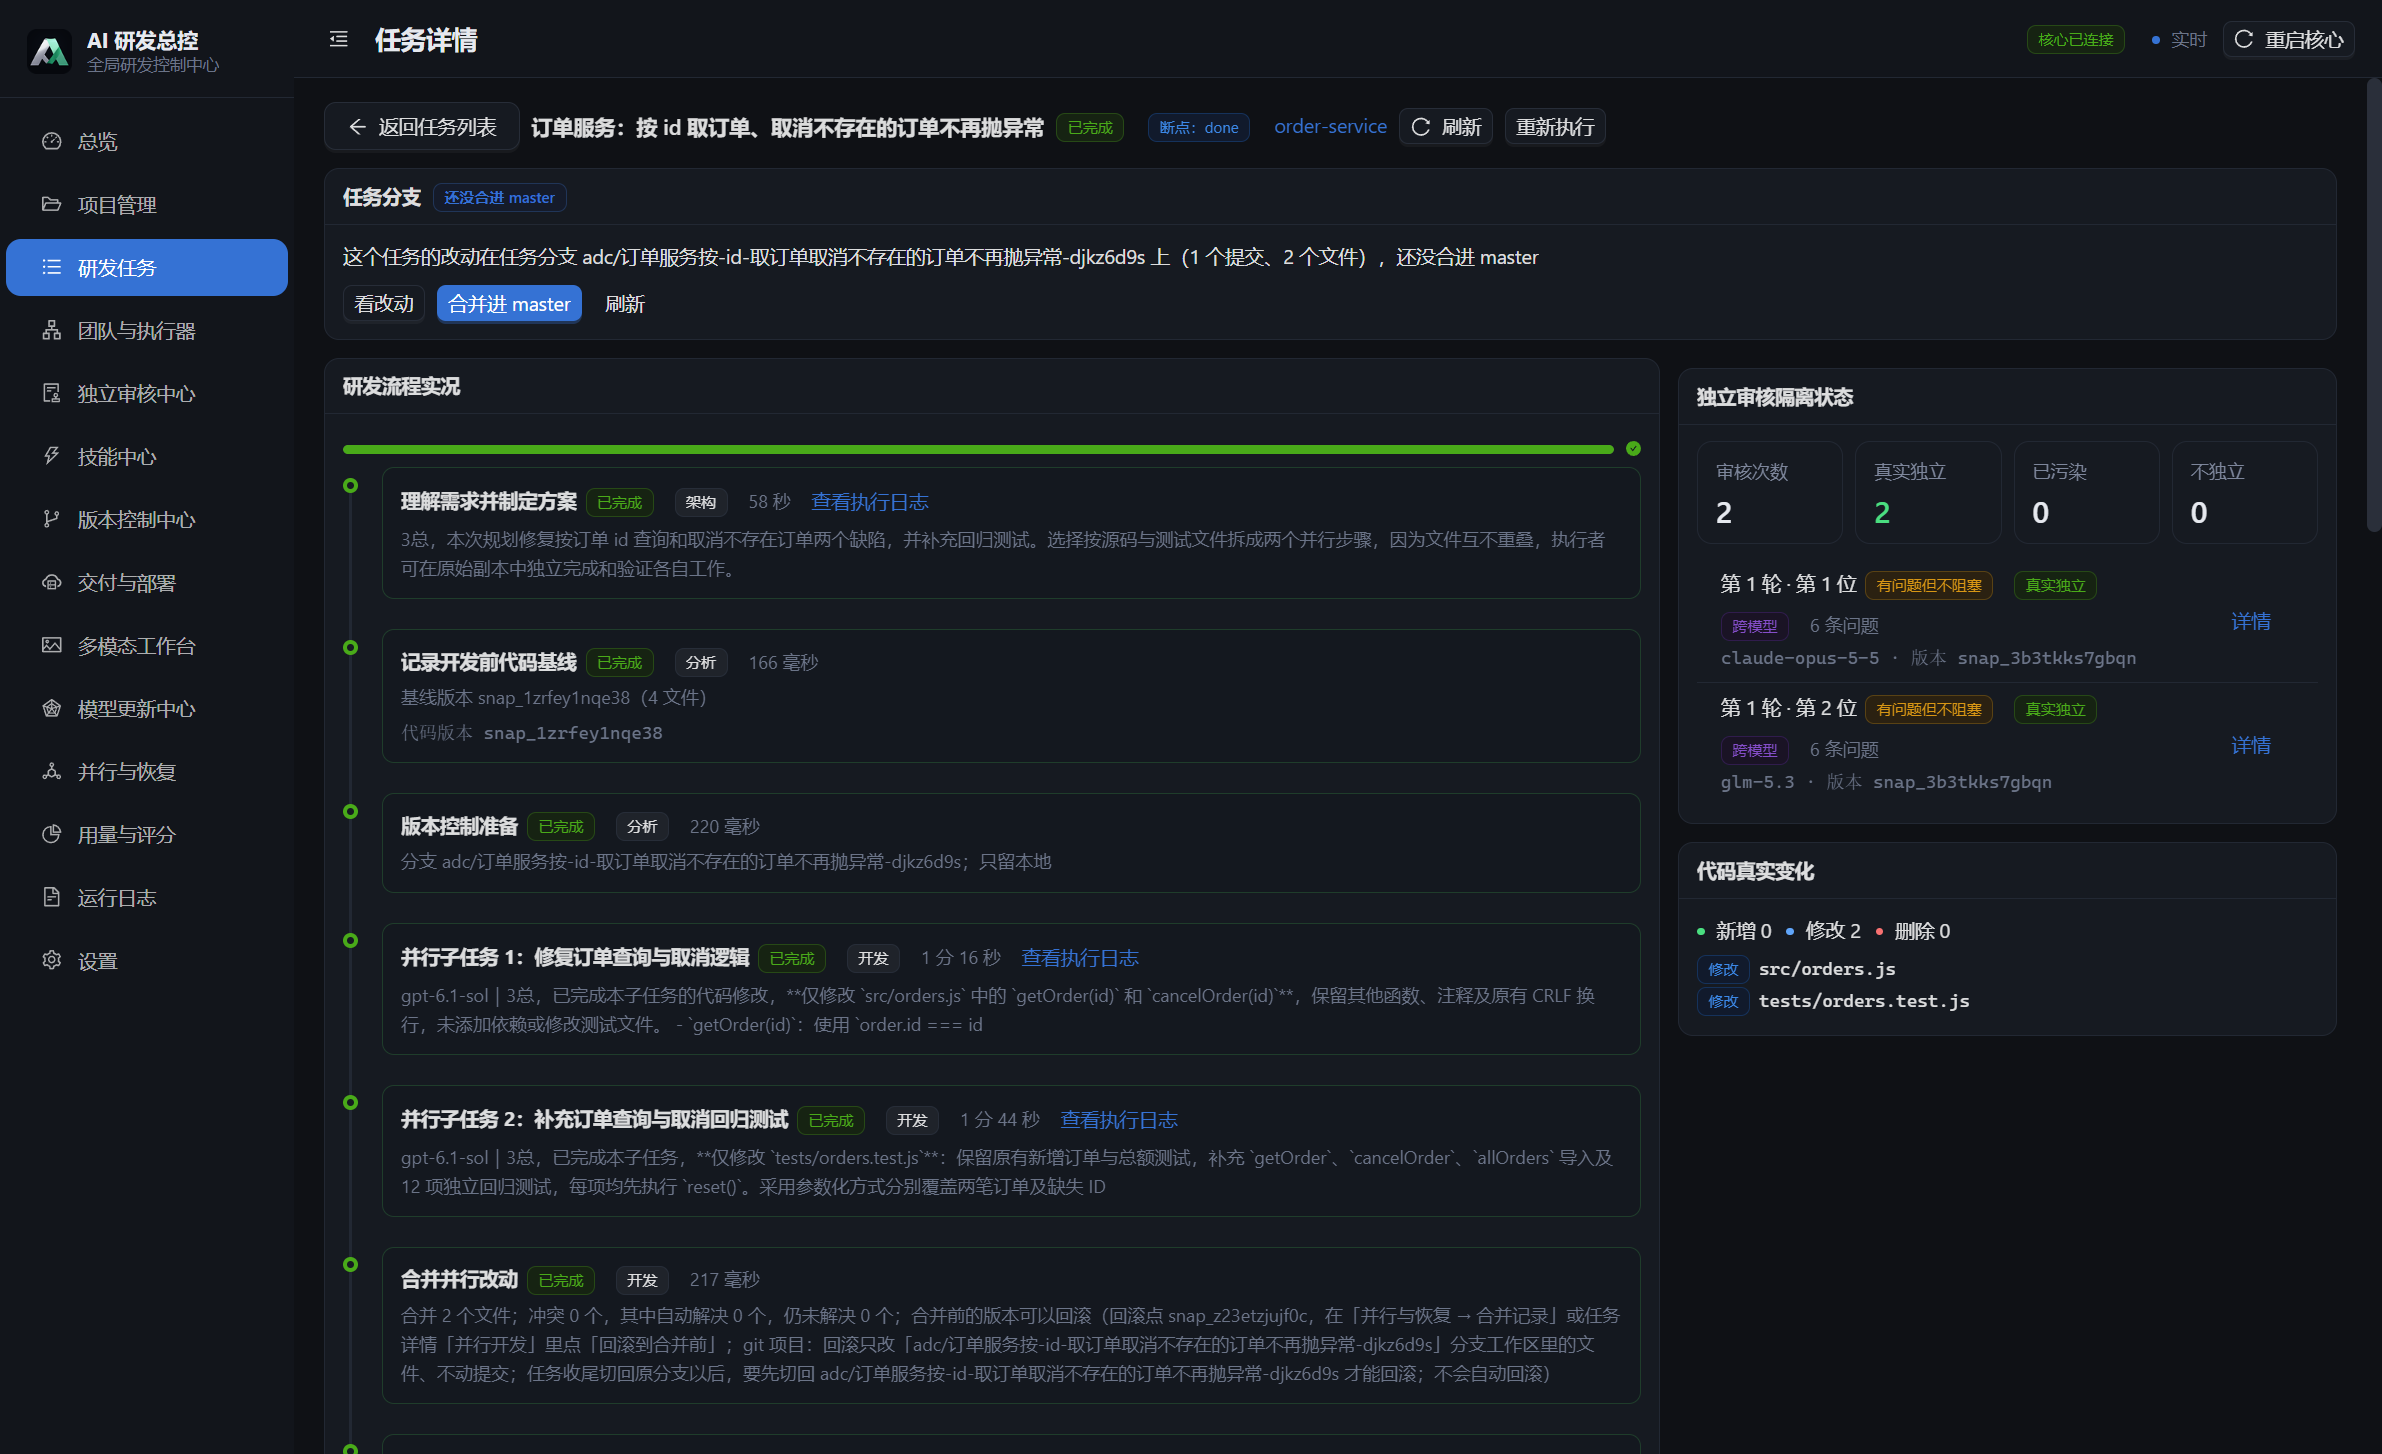 AI 研发总控
全局研发控制中心
总览
项目管理
研发任务
团队与执行器
独立审核中心
技能中心
版本控制中心
交付与部署
多模态工作台
模型更新中心
并行与恢复
用量与评分
运行日志
设置
任务详情
核心已连接
实时
重启核心
返回任务列表
订单服务：按 id 取订单、取消不存在的订单不再抛异常
已完成
断点：done
order-service
刷新
重新执行
任务分支
还没合进 master
这个任务的改动在任务分支 adc/订单服务按-id-取订单取消不存在的订单不再抛异常-djkz6d9s 上（1 个提交、2 个文件），还没合进 master
看改动
合并进 master
刷新
研发流程实况
理解需求并制定方案 已完成 架构 58 秒 查看执行日志
3总，本次规划修复按订单 id 查询和取消不存在订单两个缺陷，并补充回归测试。选择按源码与测试文件拆成两个并行步骤，因为文件互不重叠，执行者
可在原始副本中独立完成和验证各自工作。
记录开发前代码基线 已完成 分析 166 毫秒
基线版本 snap_1zrfey1nqe38（4 文件）
代码版本 snap_1zrfey1nqe38
版本控制准备 已完成 分析 220 毫秒
分支 adc/订单服务按-id-取订单取消不存在的订单不再抛异常-djkz6d9s；只留本地
并行子任务 1：修复订单查询与取消逻辑 已完成 开发 1 分 16 秒 查看执行日志
gpt-6.1-sol | 3总，已完成本子任务的代码修改，**仅修改 `src/orders.js` 中的 `getOrder(id)` 和 `cancelOrder(id)`**，保留其他函数、注释及原有 CRLF 换
行，未添加依赖或修改测试文件。 - `getOrder(id)`：使用 `order.id === id
并行子任务 2：补充订单查询与取消回归测试 已完成 开发 1 分 44 秒 查看执行日志
gpt-6.1-sol | 3总，已完成本子任务，**仅修改 `tests/orders.test.js`**：保留原有新增订单与总额测试，补充 `getOrder`、`cancelOrder`、`allOrders` 导入及
12 项独立回归测试，每项均先执行 `reset()`。采用参数化方式分别覆盖两笔订单及缺失 ID
合并并行改动 已完成 开发 217 毫秒
合并 2 个文件；冲突 0 个，其中自动解决 0 个，仍未解决 0 个；合并前的版本可以回滚（回滚点 snap_z23etzjujf0c，在「并行与恢复 → 合并记录」或任务
详情「并行开发」里点「回滚到合并前」；git 项目：回滚只改「adc/订单服务按-id-取订单取消不存在的订单不再抛异常-djkz6d9s」分支工作区里的文
件、不动提交；任务收尾切回原分支以后，要先切回 adc/订单服务按-id-取订单取消不存在的订单不再抛异常-djkz6d9s 才能回滚；不会自动回滚）
独立审核隔离状态
审核次数
2
真实独立
2
已污染
0
不独立
0
第 1 轮 · 第 1 位 有问题但不阻塞 真实独立
跨模型 6 条问题
详情
claude-opus-5-5 · 版本 snap_3b3tkks7gbqn
第 1 轮 · 第 2 位 有问题但不阻塞 真实独立
跨模型 6 条问题
详情
glm-5.3 · 版本 snap_3b3tkks7gbqn
代码真实变化
新增 0 修改 2 删除 0
修改 src/orders.js
修改 tests/orders.test.js